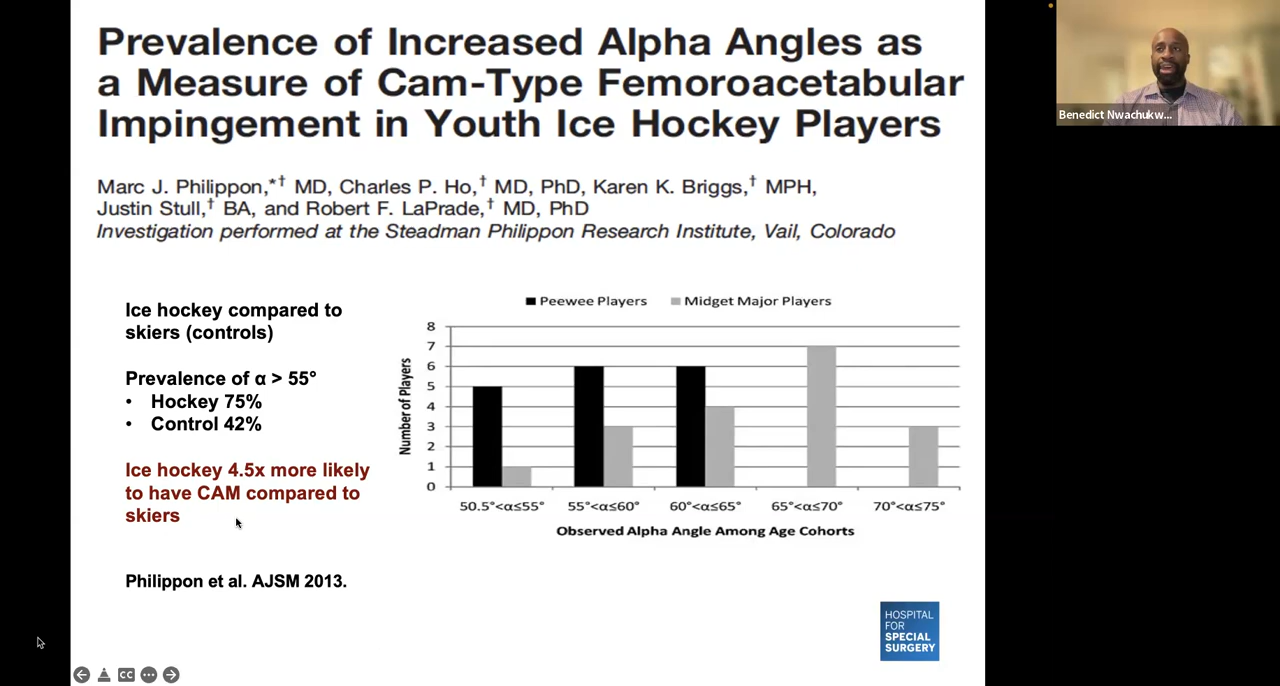 Prevalence of Increased Alpha Angles as
a Measure of Cam-Type Femoroacetabular
Impingement in Youth Ice Hockey Players
Marc J. Philippon,*† MD, Charles P. Ho,† MD, PhD, Karen K. Briggs,† MPH,
Justin Stull,† BA, and Robert F. LaPrade,† MD, PhD
Investigation performed at the Steadman Philippon Research Institute, Vail, Colorado
Ice hockey compared to
skiers (controls)
Prevalence of α > 55°
• Hockey 75%
• Control 42%
Ice hockey 4.5x more likely
to have CAM compared to
skiers
Philippon et al. AJSM 2013.
Peewee Players
Midget Major Players
Number of Players
8
7
6
5
4
3
2
1
0
50.5°<α≤55°
55°<α≤60°
60°<α≤65°
65°<α≤70°
70°<α≤75°
Observed Alpha Angle Among Age Cohorts
HOSPITAL
FOR
SPECIAL
SURGERY
CC
Benedict Nwachukw...